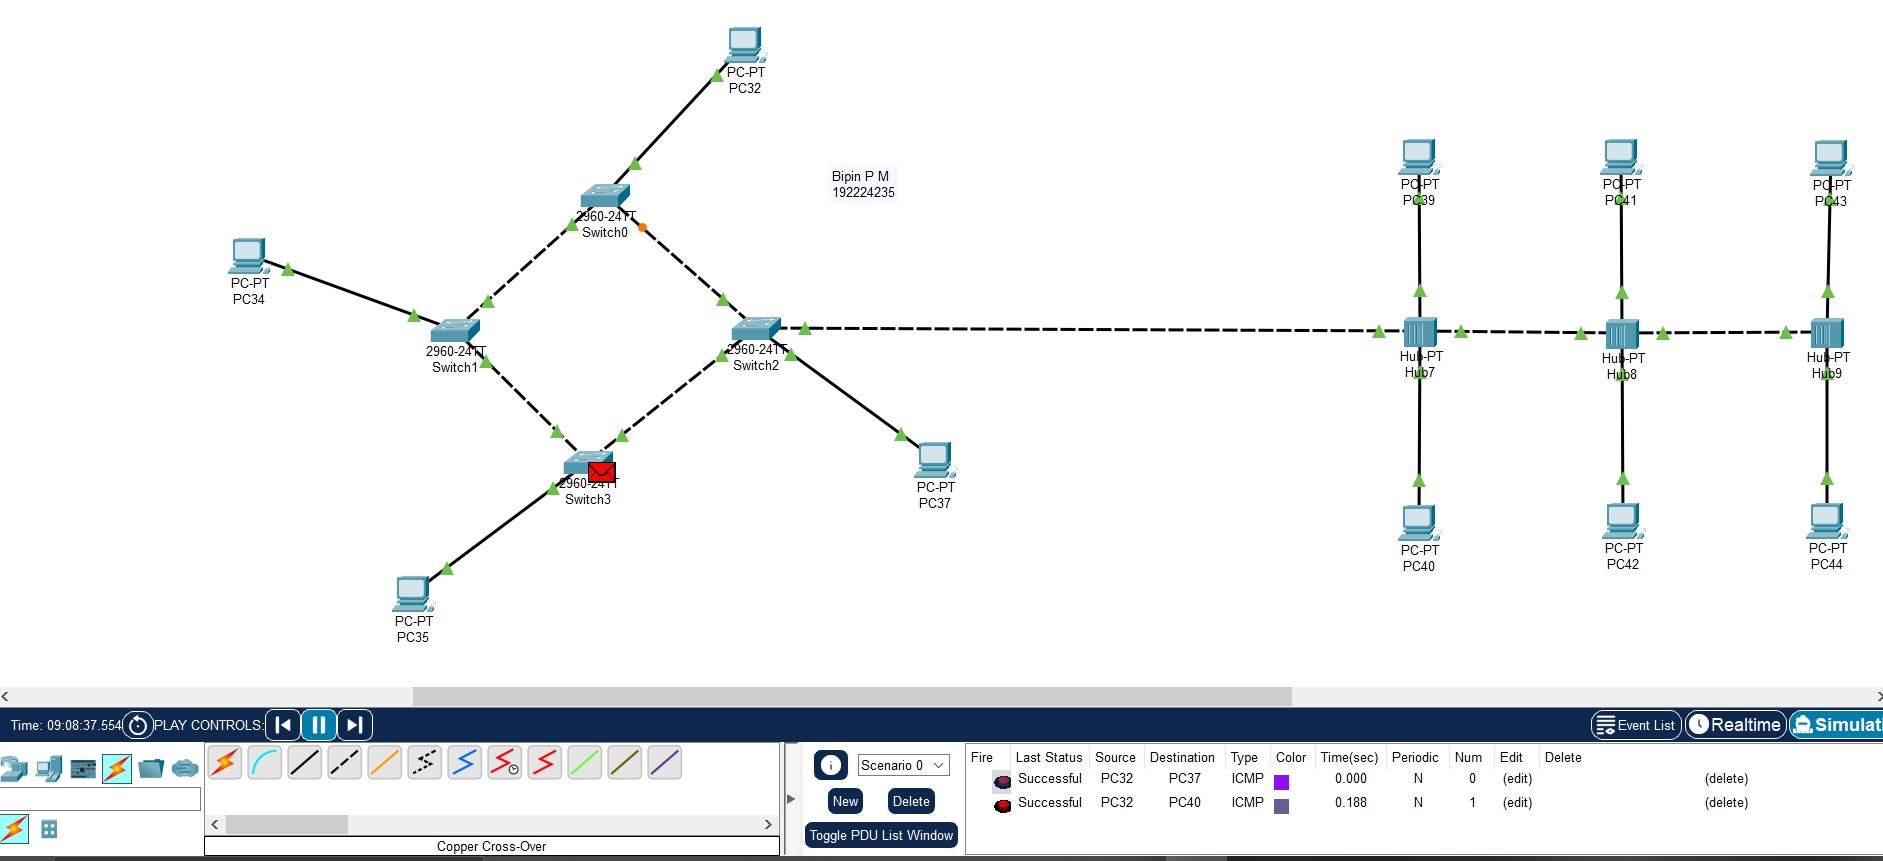 PC-PT
PC32
Bipin P M
192224235
PC-PT
PC39
PC-PT
PC41
PC-PT
PC43
2960-24TT
Switch0
PC-PT
PC34
2960-24TT
Switch1
2960-24TT
Switch2
Hub-PT
Hub7
Hub-PT
Hub8
Hub-PT
Hub9
2960-24TT
Switch3
PC-PT
PC37
PC-PT
PC40
PC-PT
PC42
PC-PT
PC44
PC-PT
PC35
Time: 09:08:37.554 PLAY CONTROLS: Event List Realtime Simulati
Scenario 0
New Delete
Toggle PDU List Window
Copper Cross-Over
Fire Last Status Source Destination Type Color Time(sec) Periodic Num Edit Delete
Successful PC32 PC37 ICMP 0.000 N 0 (edit) (delete)
Successful PC32 PC40 ICMP 0.188 N 1 (edit) (delete)